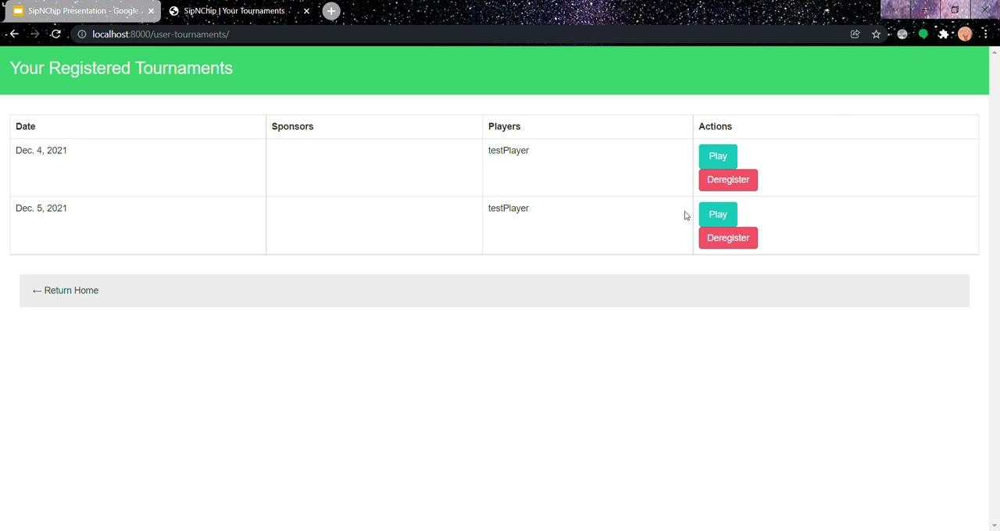 SipNChip Presentation - Google
SipNChip | Your Tournaments
localhost:8000/user-tournaments/
Your Registered Tournaments
Date Sponsors Players Actions
Dec. 4, 2021 testPlayer Play
Deregister
Dec. 5, 2021 testPlayer Play
Deregister
← Return Home